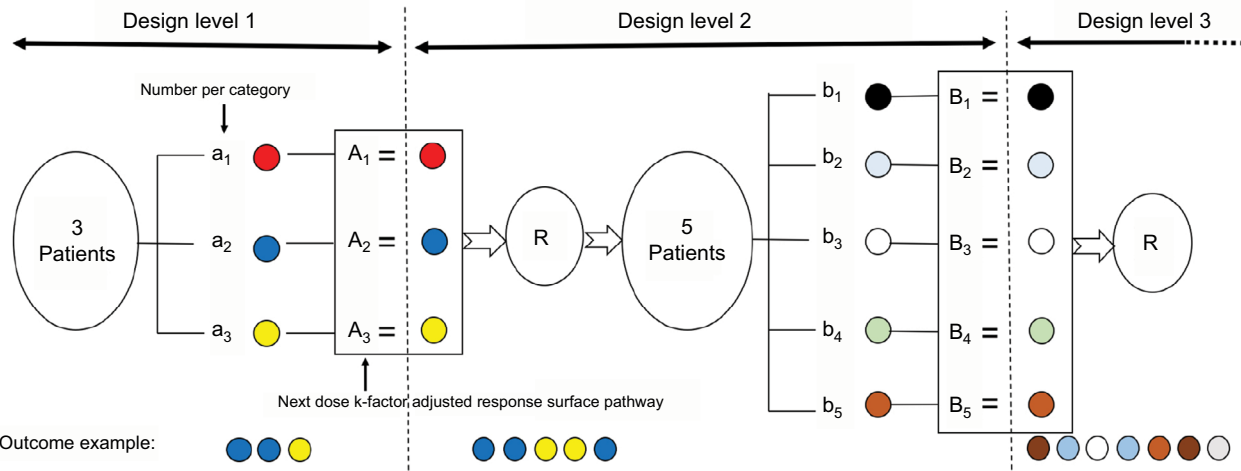 Design level 1
Design level 2
Design level 3
Number per category
3
Patients
a1
a2
a3
A1 =
A2 =
A3 =
R
5
Patients
b1
b2
b3
b4
b5
B1 =
B2 =
B3 =
B4 =
B5 =
R
Next dose k-factor adjusted response surface pathway
Outcome example: